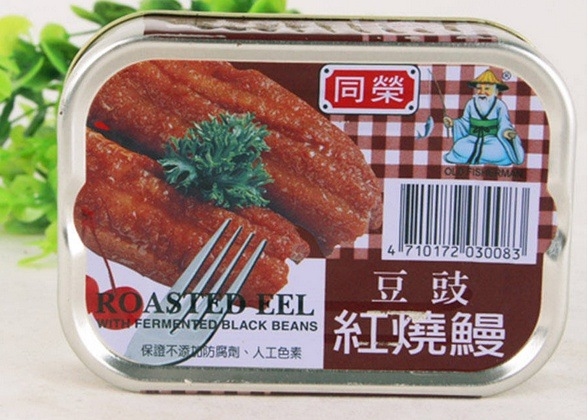 同榮
®
OLD FISHERMAN
4 710172 030083
豆豉
紅燒鰻
ROASTED EEL
WITH FERMENTED BLACK BEANS
保證不添加防腐劑、人工色素